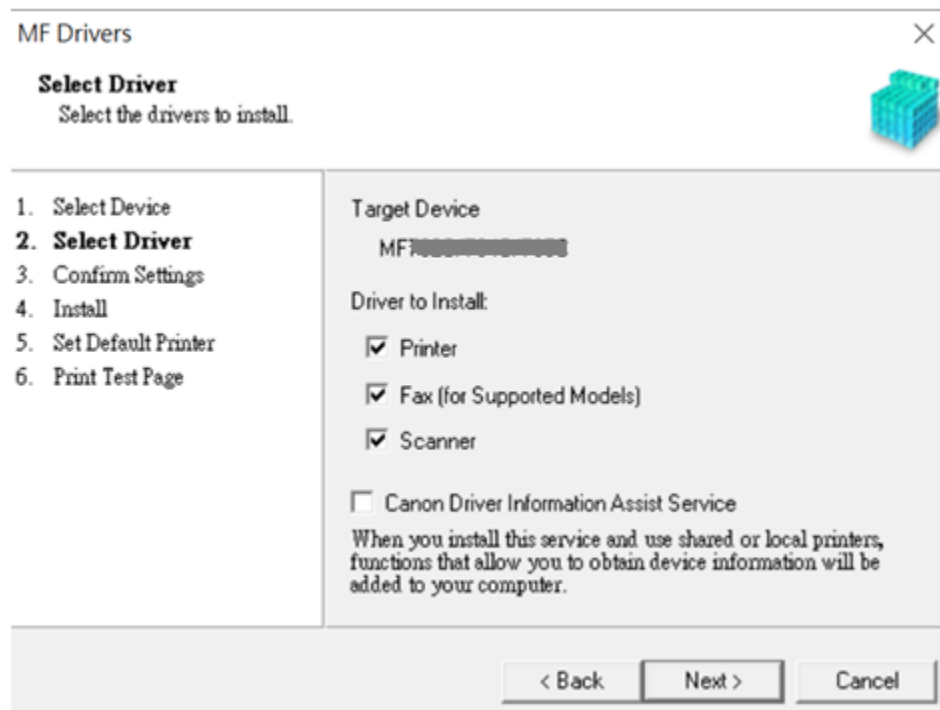 MF Drivers
Select Driver
Select the drivers to install.
1. Select Device
2. Select Driver
3. Confirm Settings
4. Install
5. Set Default Printer
6. Print Test Page
Target Device
Driver to Install:
Printer
Fax (for Supported Models)
Scanner
Canon Driver Information Assist Service
When you install this service and use shared or local printers,
functions that allow you to obtain device information will be
added to your computer.
< Back
Next >
Cancel